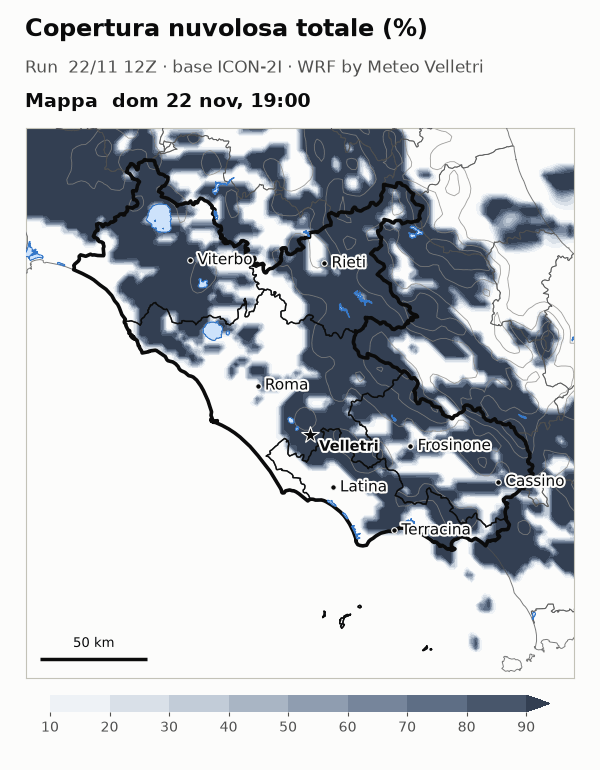 Copertura nuvolosa totale (%)
Run 22/11 12Z · base ICON-2I · WRF by Meteo Velletri
Mappa dom 22 nov, 19:00
Viterbo
Rieti
Roma
Velletri
Frosinone
Cassino
Latina
Terracina
50 km
10 20 30 40 50 60 70 80 90